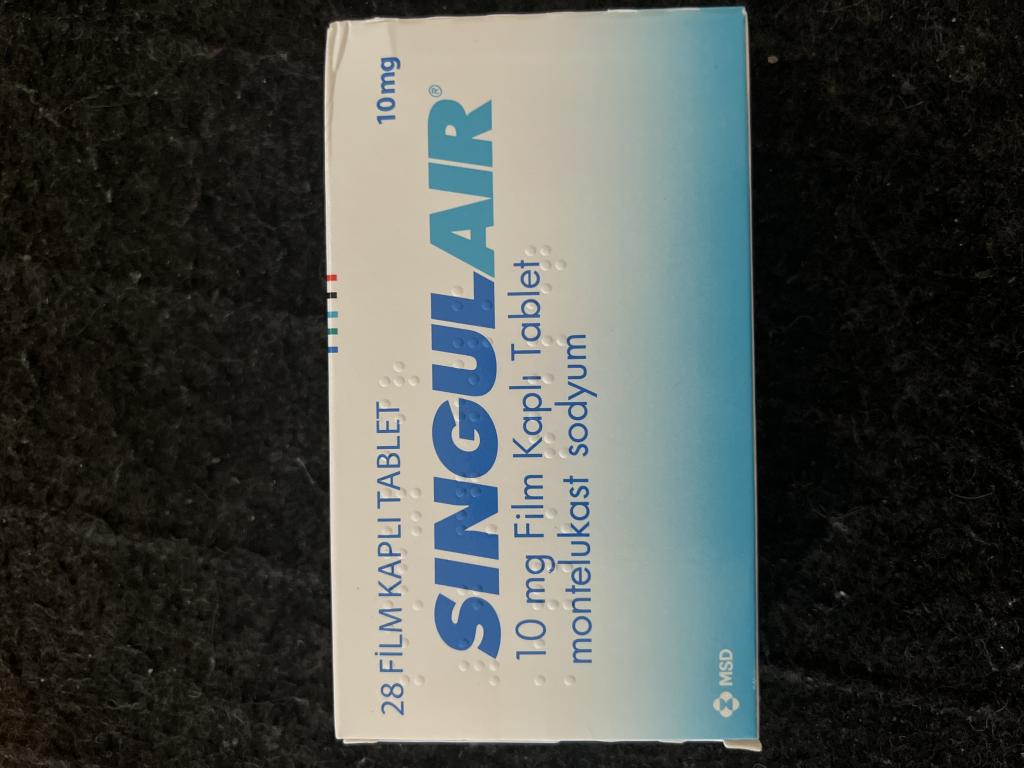 28 FİLM KAPLI TABLET
10mg
SINGULAIR®
10 mg Film Kaplı Tablet
montelukast sodyum
MSD